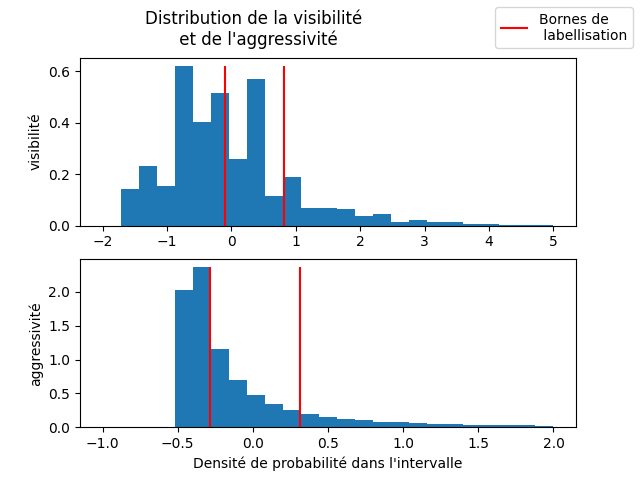 Distribution de la visibilité
et de l'aggressivité
Bornes de
labellisation
visibilité
0.6
0.4
0.2
0.0
−2 −1 0 1 2 3 4 5
aggressivité
2.0
1.5
1.0
0.5
0.0
−1.0 −0.5 0.0 0.5 1.0 1.5 2.0
Densité de probabilité dans l'intervalle